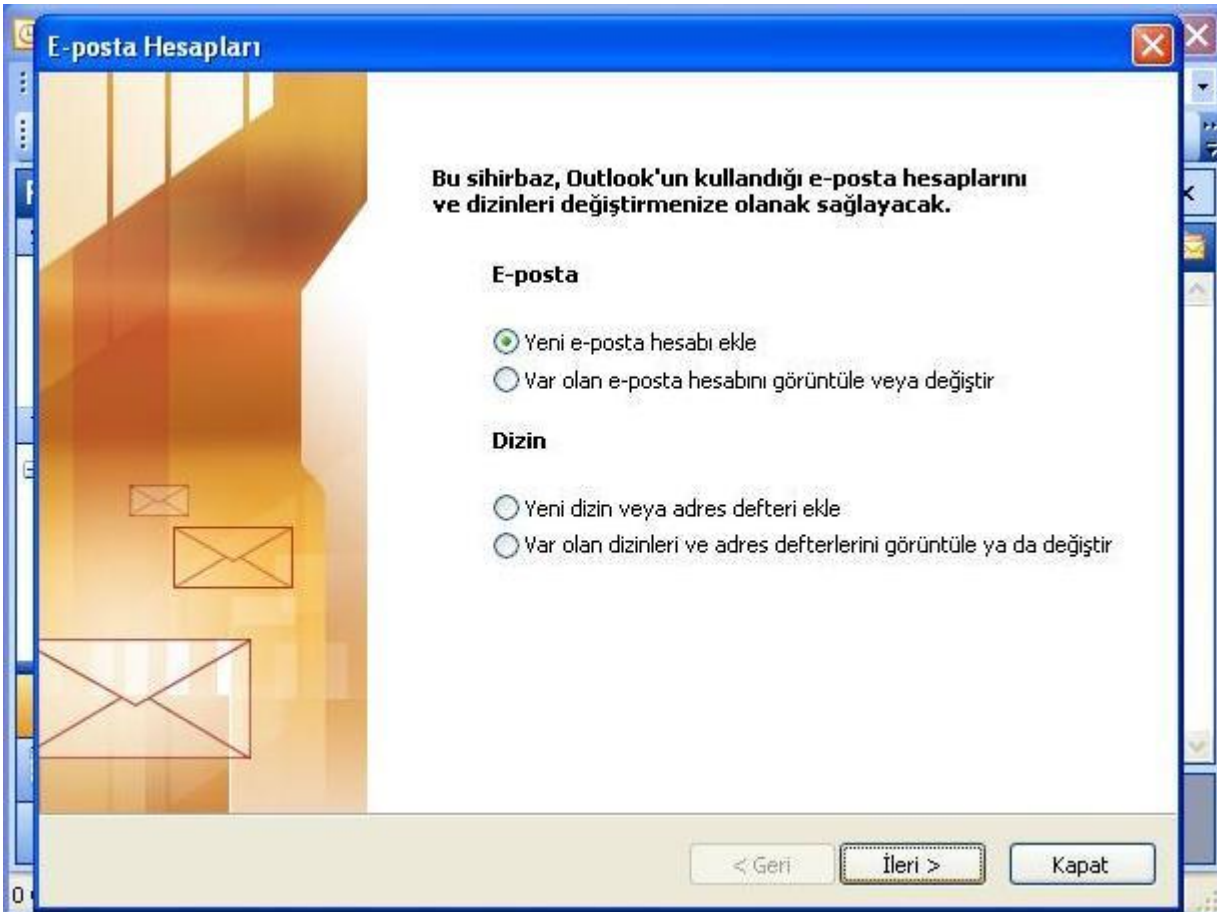 E-posta Hesapları
Bu sihirbaz, Outlook'un kullandığı e-posta hesaplarını
ve dizinleri değiştirmenize olanak sağlayacak.
E-posta
Yeni e-posta hesabı ekle
Var olan e-posta hesabını görüntüle veya değiştir
Dizin
Yeni dizin veya adres defteri ekle
Var olan dizinleri ve adres defterlerini görüntüle ya da değiştir
< Geri
İleri >
Kapat
0